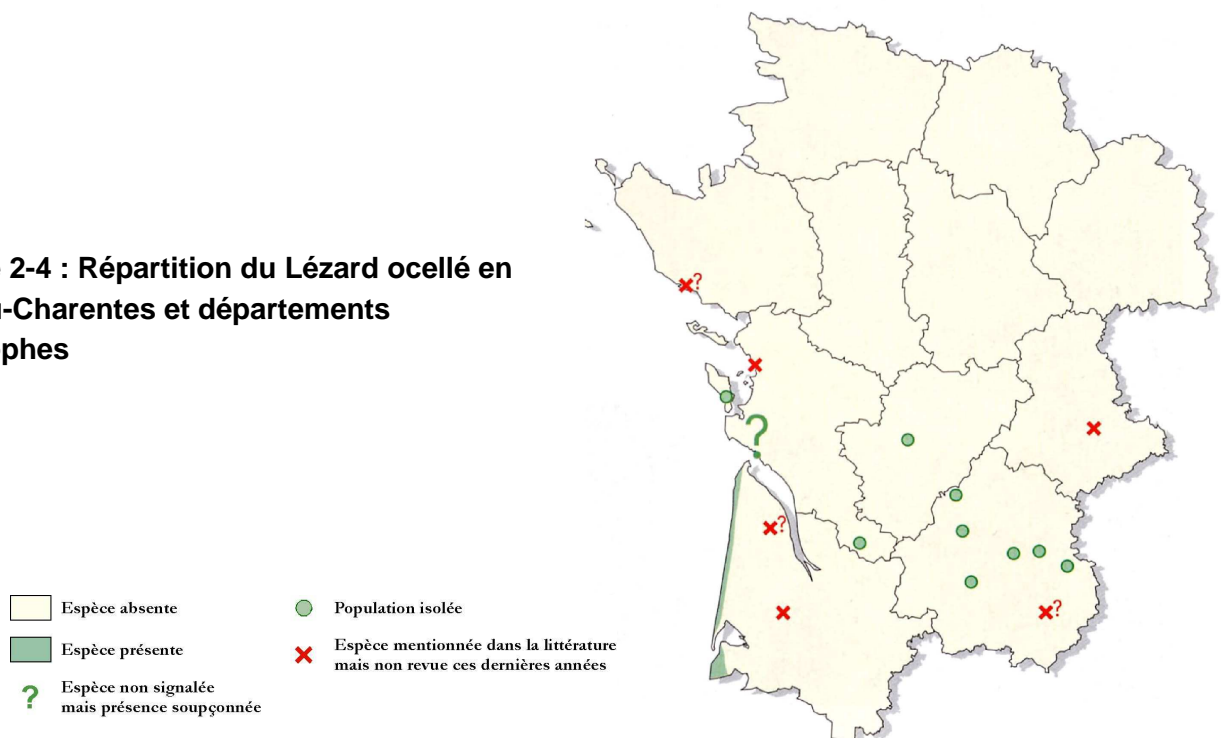 2-4 : Répartition du Lézard ocellé en
-Charentes et départements
?
?
?
?
?
Espèce absente
Population isolée
Espèce présente
Espèce mentionnée dans la littérature
mais non revue ces dernières années
?
Espèce non signalée
mais présence soupçonnée